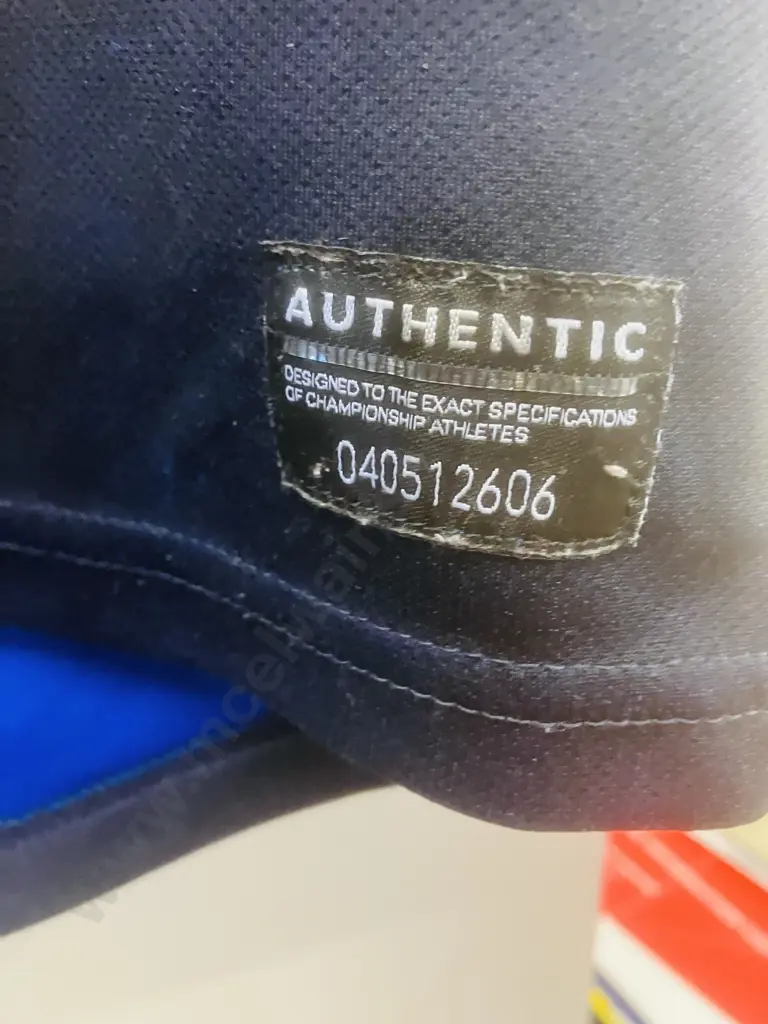 AUTHENTIC
DESIGNED TO THE EXACT SPECIFICATIONS
OF CHAMPIONSHIP ATHLETES
040512606